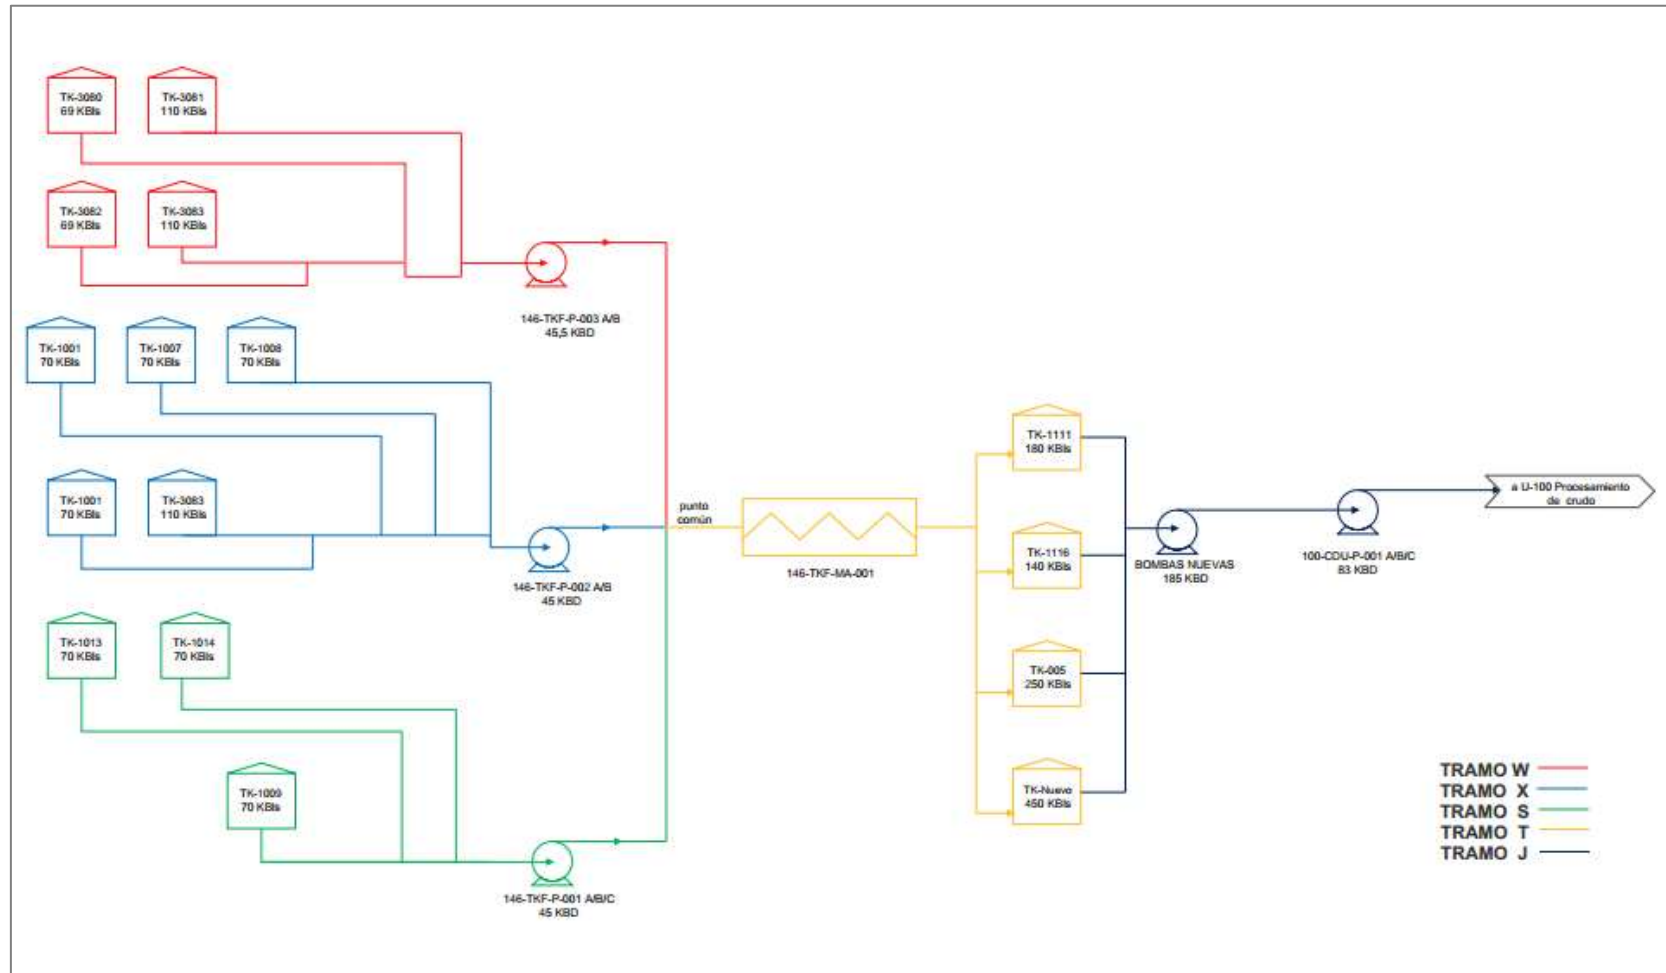 TK-3080
69 KBls
TK-3081
110 KBls
TK-3082
69 KBls
TK-3083
110 KBls
146-TKF-P-003 A/B
45,5 KBD
TK-1001
70 KBls
TK-1007
70 KBls
TK-1008
70 KBls
TK-1001
70 KBls
TK-3083
110 KBls
146-TKF-P-002 A/B
45 KBD
TK-1013
70 KBls
TK-1014
70 KBls
TK-1009
70 KBls
146-TKF-P-001 A/B/C
45 KBD
punto
común
146-TKF-MA-001
TK-1111
180 KBls
TK-1116
140 KBls
TK-005
250 KBls
TK-Nuevo
450 KBls
BOMBAS NUEVAS
185 KBD
100-CDU-P-001 A/B/C
83 KBD
a U-100 Procesamiento
de crudo
TRAMO W
TRAMO X
TRAMO S
TRAMO T
TRAMO J